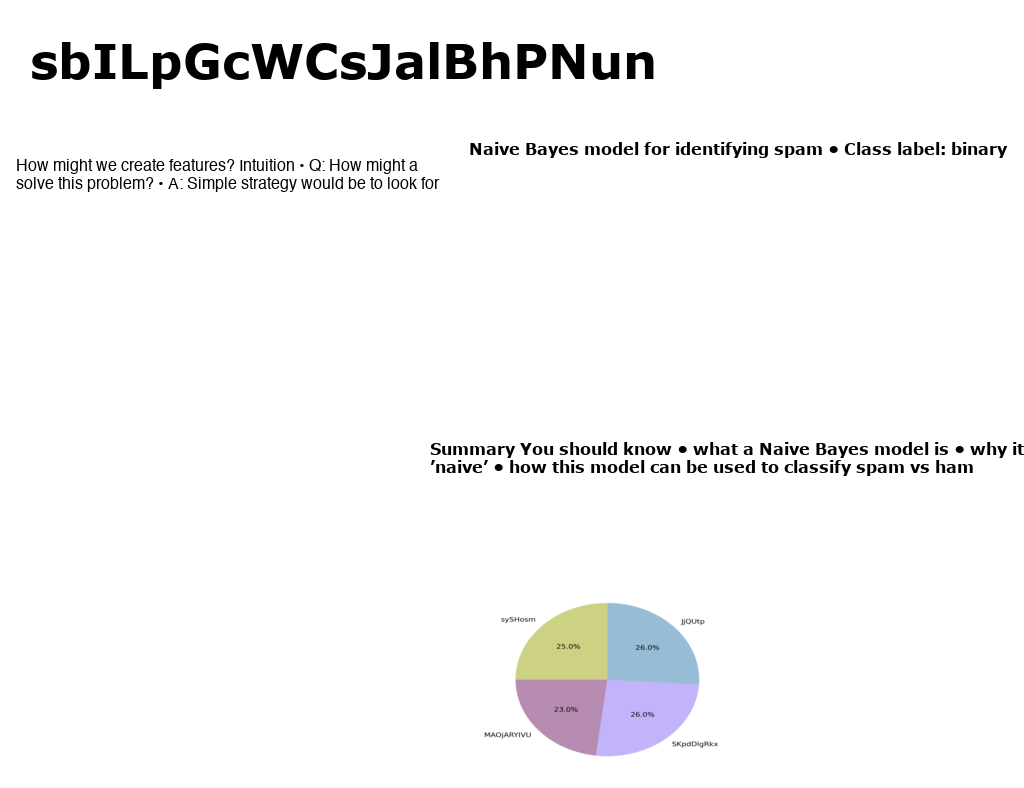 sbILpGcWCsJalBhPNun
How might we create features? Intuition • Q: How might a
solve this problem? • A: Simple strategy would be to look for
Naive Bayes model for identifying spam • Class label: binary
Summary You should know • what a Naive Bayes model is • why it
’naive’ • how this model can be used to classify spam vs ham
sySHosm
JjQUtp
25.0%
26.0%
23.0%
26.0%
MAOjARYIVU
SKpdDlgRkx